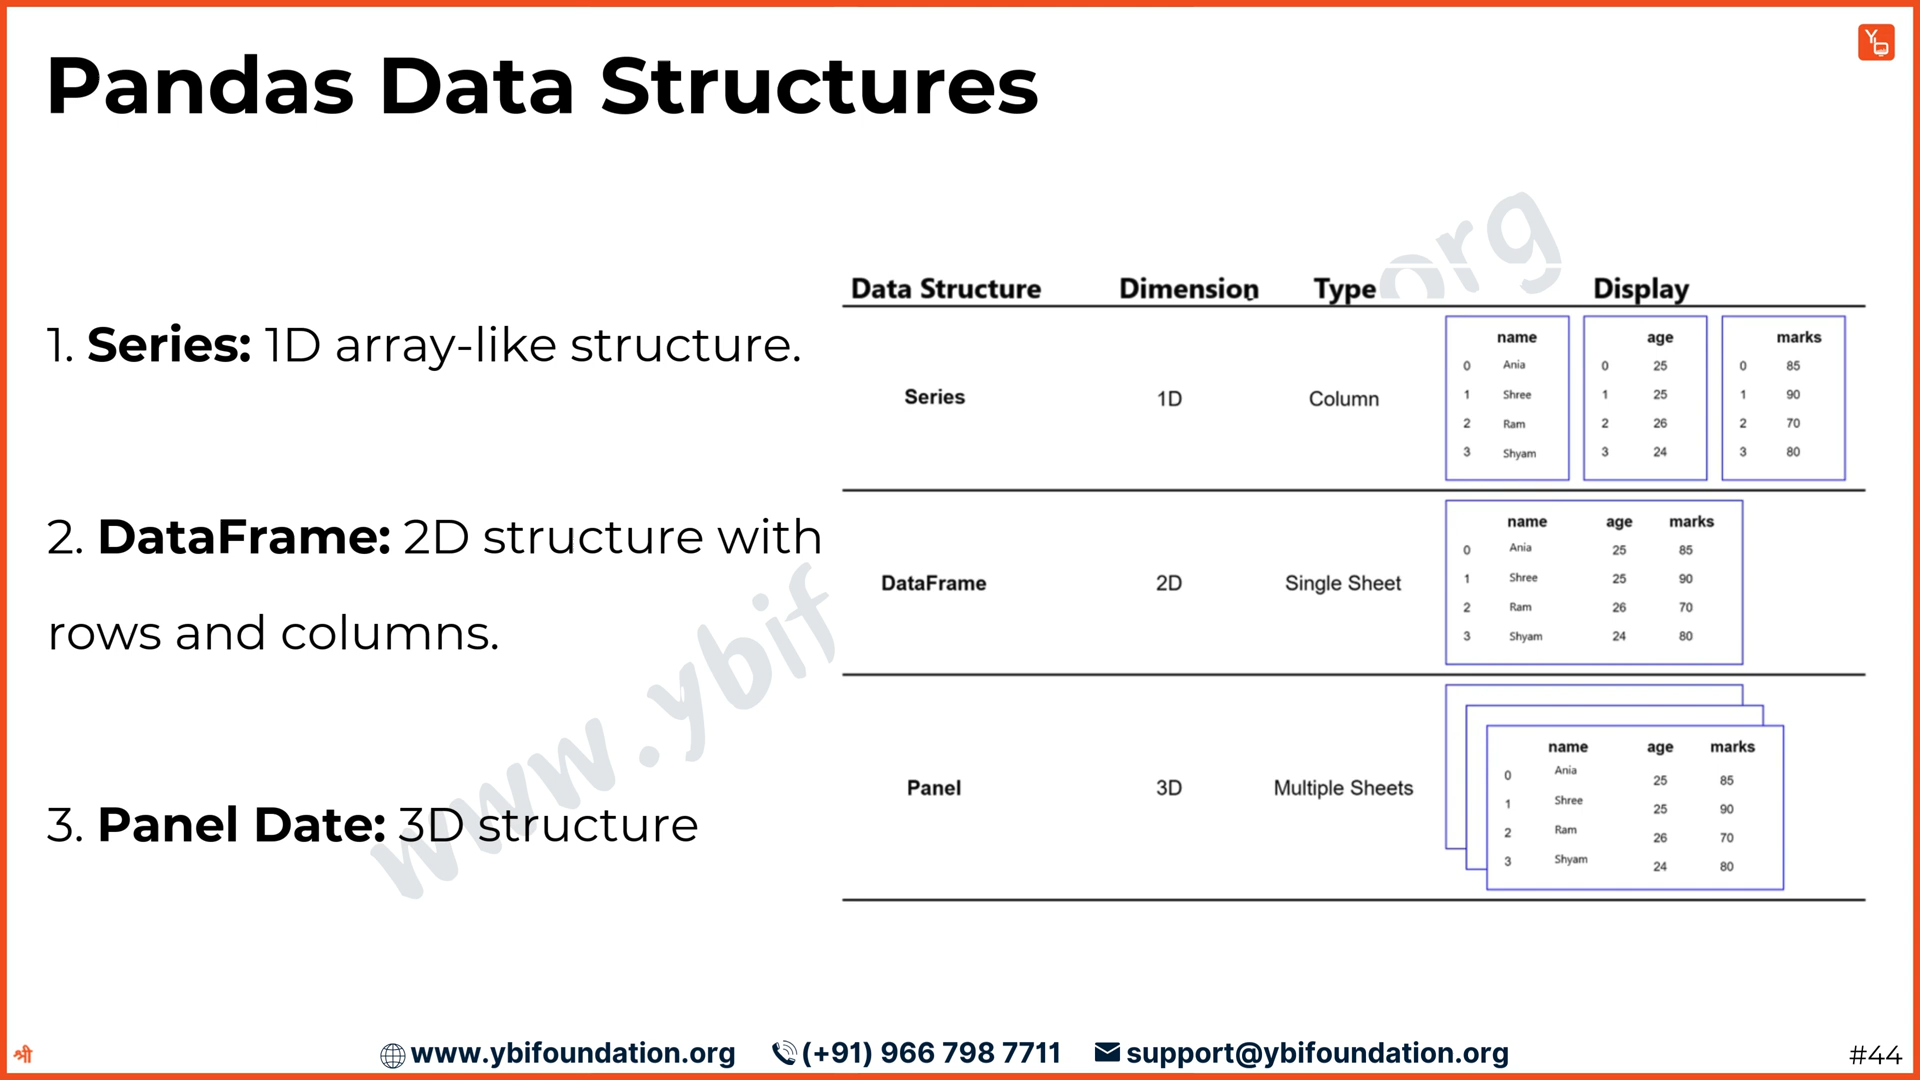 Pandas Data Structures
1. Series: 1D array-like structure.
2. DataFrame: 2D structure with
rows and columns.
3. Panel Date: 3D structure
Data Structure Dimension Type Display
Series 1D Column
name
0 Ania
1 Shree
2 Ram
3 Shyam
age
0 25
1 25
2 26
3 24
marks
0 85
1 90
2 70
3 80
DataFrame 2D Single Sheet
name age marks
0 Ania 25 85
1 Shree 25 90
2 Ram 26 70
3 Shyam 24 80
Panel 3D Multiple Sheets
name age marks
0 Ania 25 85
1 Shree 25 90
2 Ram 26 70
3 Shyam 24 80
www.ybif
org
Yb
श्री
www.ybifoundation.org (+91) 966 798 7711 support@ybifoundation.org
#44